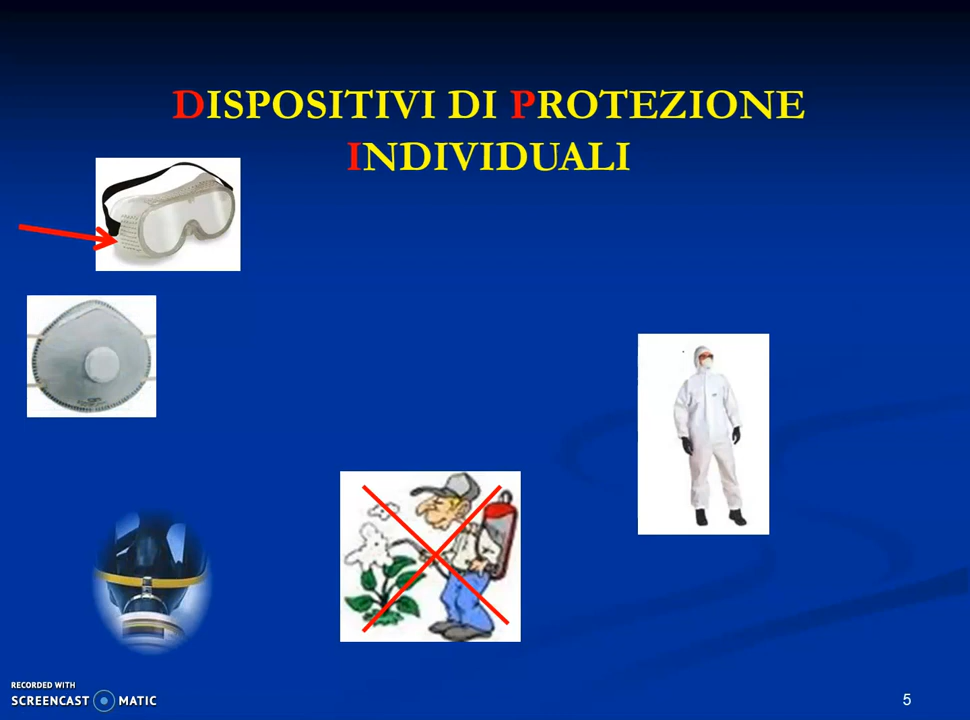 DISPOSITIVI DI PROTEZIONE
INDIVIDUALI
RECORDED WITH
SCREENCAST MATIC
5